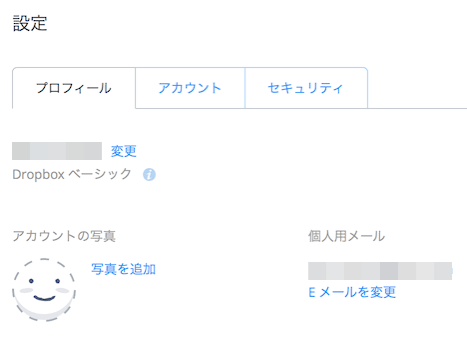 設定
プロフィール アカウント セキュリティ
変更
Dropbox ベーシック
アカウントの写真
写真を追加
個人用メール
E メールを変更